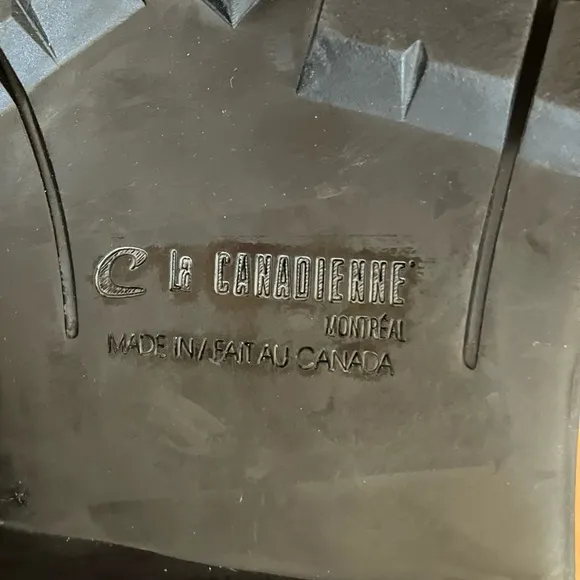 C La CANADIENNE
MONTRÉAL
MADE IN / FAIT AU CANADA